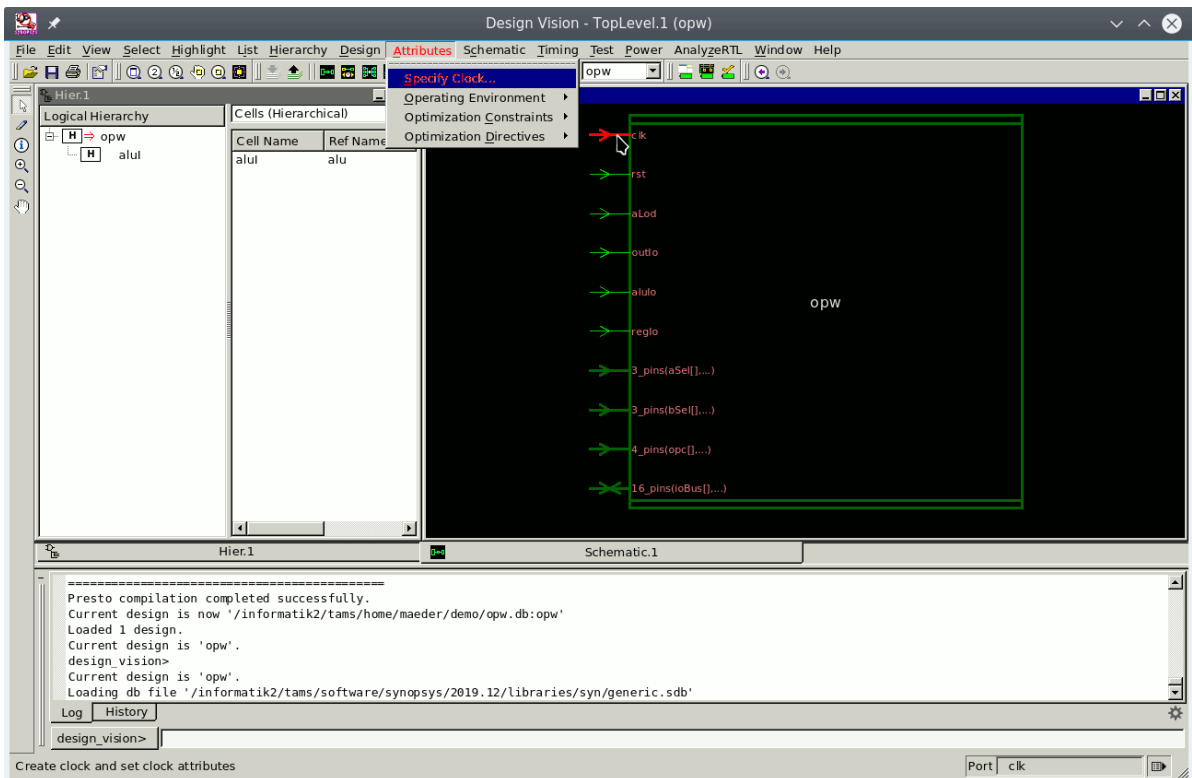 SYNOPSYS
Design Vision - TopLevel.1 (opw)
File Edit View Select Highlight List Hierarchy Design Attributes Schematic Timing Test Power AnalyzeRTL Window Help
opw
Specify Clock...
Operating Environment
Optimization Constraints
Optimization Directives
Hier.1
Logical Hierarchy
H opw
H aluI
Cells (Hierarchical)
Cell Name Ref Name
aluI alu
clk
rst
aLod
outIo
aluIo
regIo
3_pins(aSel[],...)
3_pins(bSel[],...)
4_pins(opc[],...)
16_pins(ioBus[],...)
opw
Hier.1 Schematic.1
===========================================
Presto compilation completed successfully.
Current design is now '/informatik2/tams/home/maeder/demo/opw.db:opw'
Loaded 1 design.
Current design is 'opw'.
design_vision>
Current design is 'opw'.
Loading db file '/informatik2/tams/software/synopsys/2019.12/libraries/syn/generic.sdb'
Log History
design_vision>
Create clock and set clock attributes Port clk